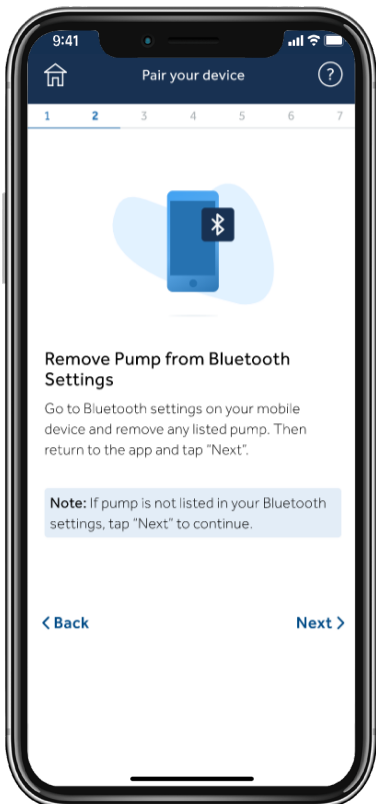 9:41
Pair your device
?
1 2 3 4 5 6 7
Remove Pump from Bluetooth
Settings
Go to Bluetooth settings on your mobile
device and remove any listed pump. Then
return to the app and tap "Next".
Note: If pump is not listed in your Bluetooth
settings, tap "Next" to continue.
< Back Next >